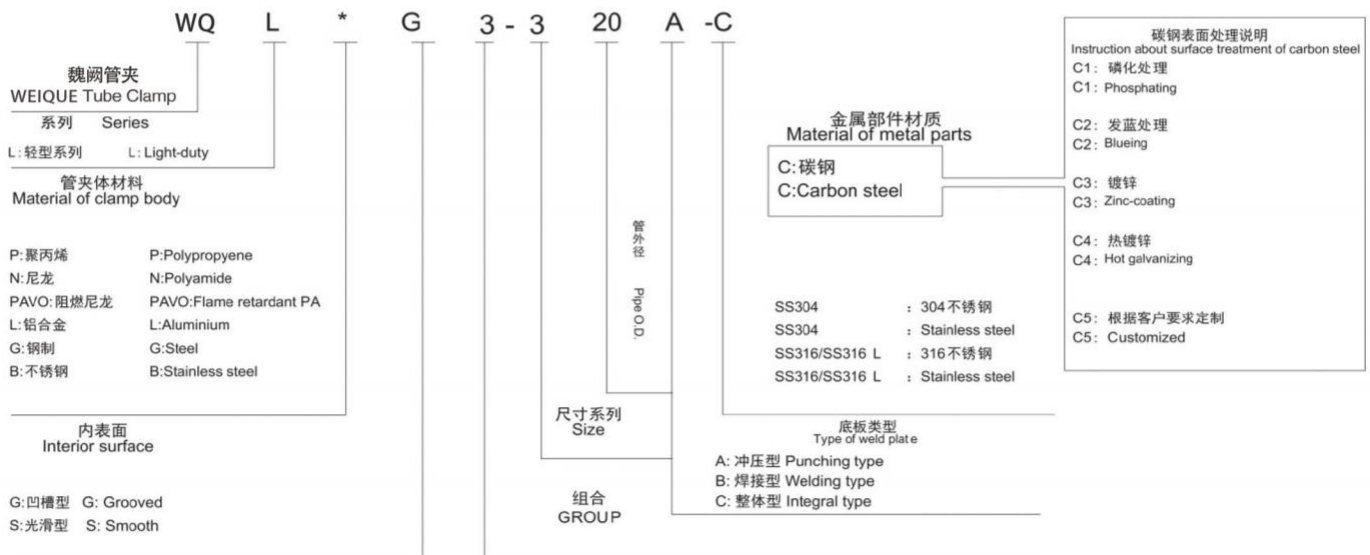 WQ L * G 3 - 3 20 A -C
魏阙管夹
WEIQUE Tube Clamp
系列 Series
L:轻型系列 L:Light-duty
管夹体材料
Material of clamp body
P:聚丙烯 P:Polypropyene
N:尼龙 N:Polyamide
PAVO:阻燃尼龙 PAVO:Flame retardant PA
L:铝合金 L:Aluminium
G:钢制 G:Steel
B:不锈钢 B:Stainless steel
内表面
Interior surface
G:凹槽型 G: Grooved
S:光滑型 S: Smooth
组合
GROUP
尺寸系列
Size
管外径 Pipe O.D.
底板类型
Type of weld plate
A: 冲压型 Punching type
B: 焊接型 Welding type
C: 整体型 Integral type
金属部件材质
Material of metal parts
C:碳钢
C:Carbon steel
SS304 : 304不锈钢
SS304 : Stainless steel
SS316/SS316 L : 316不锈钢
SS316/SS316 L : Stainless steel
碳钢表面处理说明
Instruction about surface treatment of carbon steel
C1: 磷化处理
C1: Phosphating
C2: 发蓝处理
C2: Blueing
C3: 镀锌
C3: Zinc-coating
C4: 热镀锌
C4: Hot galvanizing
C5: 根据客户要求定制
C5: Customized